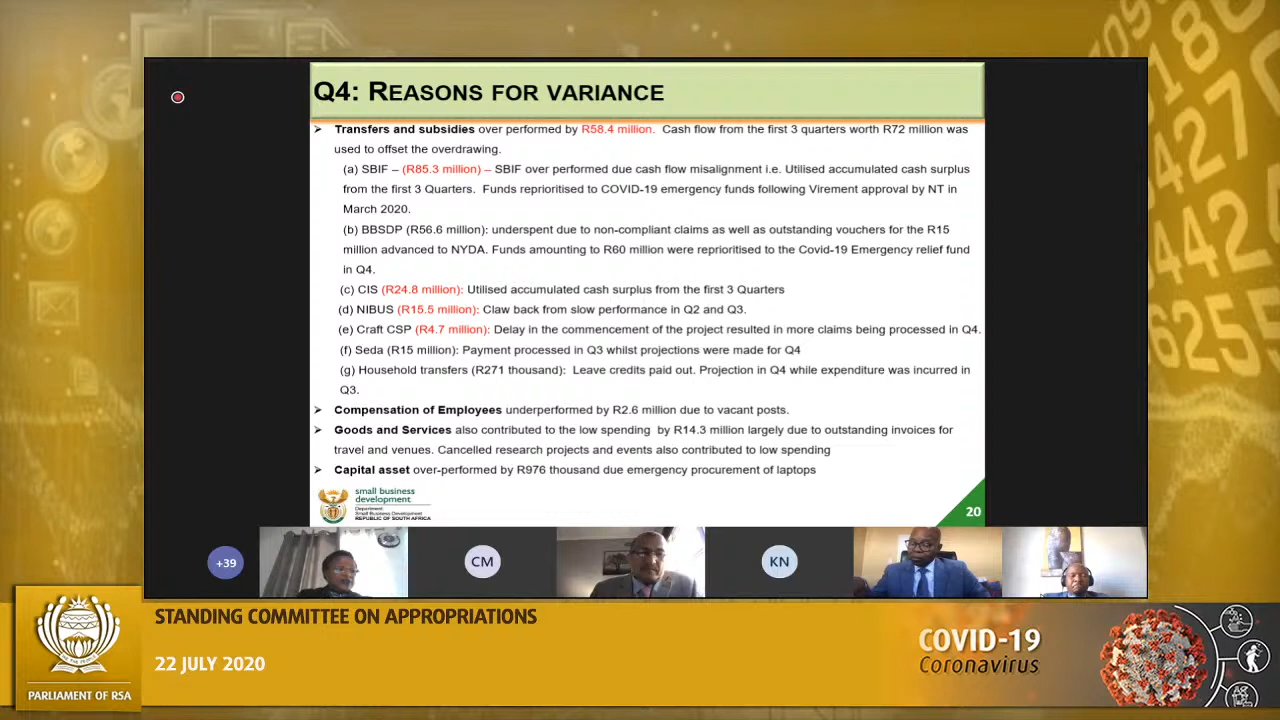 Q4: REASONS FOR VARIANCE
➢ Transfers and subsidies over performed by R58.4 million. Cash flow from the first 3 quarters worth R72 million was
used to offset the overdrawing.
(a) SBIF – (R85.3 million) – SBIF over performed due cash flow misalignment i.e. Utilised accumulated cash surplus
from the first 3 Quarters. Funds reprioritised to COVID-19 emergency funds following Virement approval by NT in
March 2020.
(b) BBSDP (R56.6 million): underspent due to non-compliant claims as well as outstanding vouchers for the R15
million advanced to NYDA. Funds amounting to R60 million were reprioritised to the Covid-19 Emergency relief fund
in Q4.
(c) CIS (R24.8 million): Utilised accumulated cash surplus from the first 3 Quarters
(d) NIBUS (R15.5 million): Claw back from slow performance in Q2 and Q3.
(e) Craft CSP (R4.7 million): Delay in the commencement of the project resulted in more claims being processed in Q4.
(f) Seda (R15 million): Payment processed in Q3 whilst projections were made for Q4
(g) Household transfers (R271 thousand): Leave credits paid out. Projection in Q4 while expenditure was incurred in
Q3.
➢ Compensation of Employees underperformed by R2.6 million due to vacant posts.
➢ Goods and Services also contributed to the low spending by R14.3 million largely due to outstanding invoices for
travel and venues. Cancelled research projects and events also contributed to low spending
➢ Capital asset over-performed by R976 thousand due emergency procurement of laptops
small business
development
Department:
Small Business Development
REPUBLIC OF SOUTH AFRICA
20
+39
CM
KN
STANDING COMMITTEE ON APPROPRIATIONS
22 JULY 2020
PARLIAMENT OF RSA
COVID-19
Coronavirus